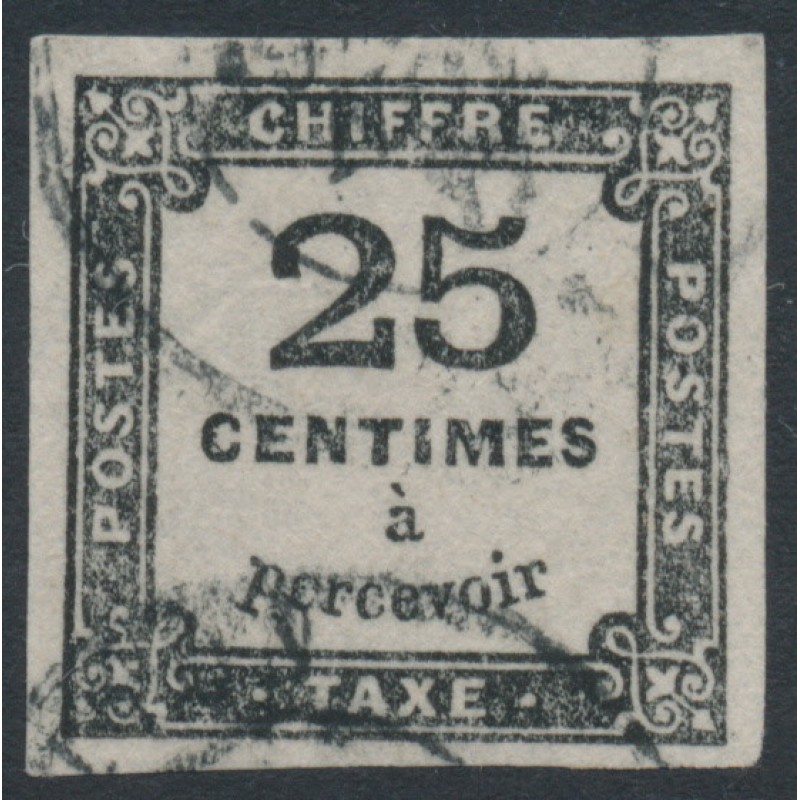 CHIFFRE
POSTES
25
CENTIMES
à
percevoir
POSTES
· TAXE ·